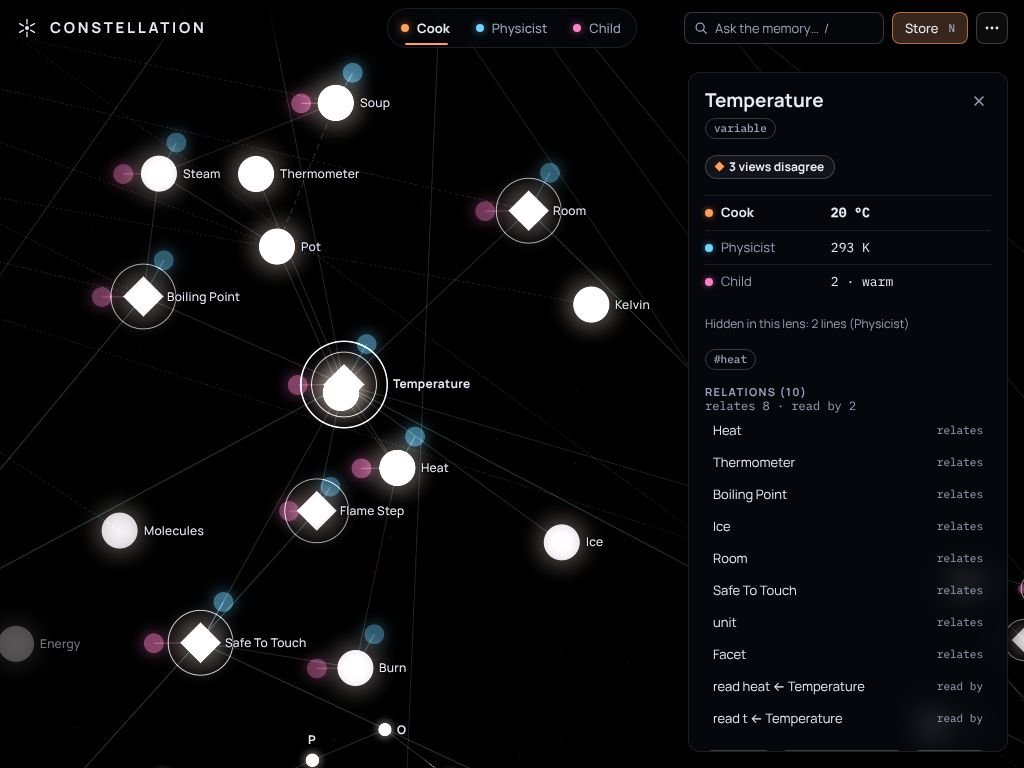 CONSTELLATION
Cook
Physicist
Child
Ask the memory... /
Store N
Soup
Steam
Thermometer
Room
Pot
Boiling Point
Kelvin
Temperature
Heat
Flame Step
Molecules
Ice
Energy
Safe To Touch
Burn
O
P
Temperature
variable
3 views disagree
Cook 20 °C
Physicist 293 K
Child 2 · warm
Hidden in this lens: 2 lines (Physicist)
#heat
RELATIONS (10)
relates 8 · read by 2
Heat relates
Thermometer relates
Boiling Point relates
Ice relates
Room relates
Safe To Touch relates
unit relates
Facet relates
read heat ← Temperature read by
read t ← Temperature read by